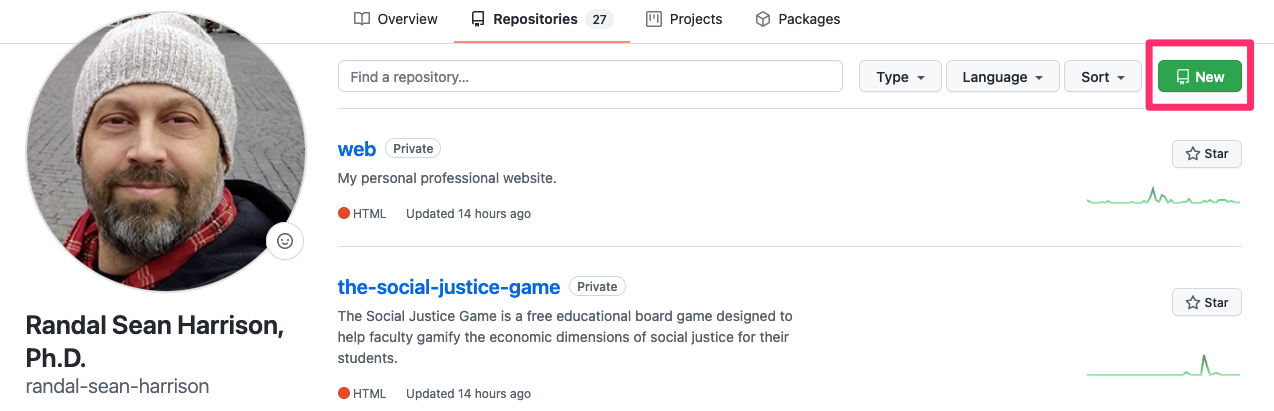 Overview Repositories 27 Projects Packages
Find a repository... Type Language Sort New
web Private
Star
My personal professional website.
HTML Updated 14 hours ago
the-social-justice-game Private
Star
The Social Justice Game is a free educational board game designed to
help faculty gamify the economic dimensions of social justice for their
students.
HTML Updated 14 hours ago
Randal Sean Harrison,
Ph.D.
randal-sean-harrison